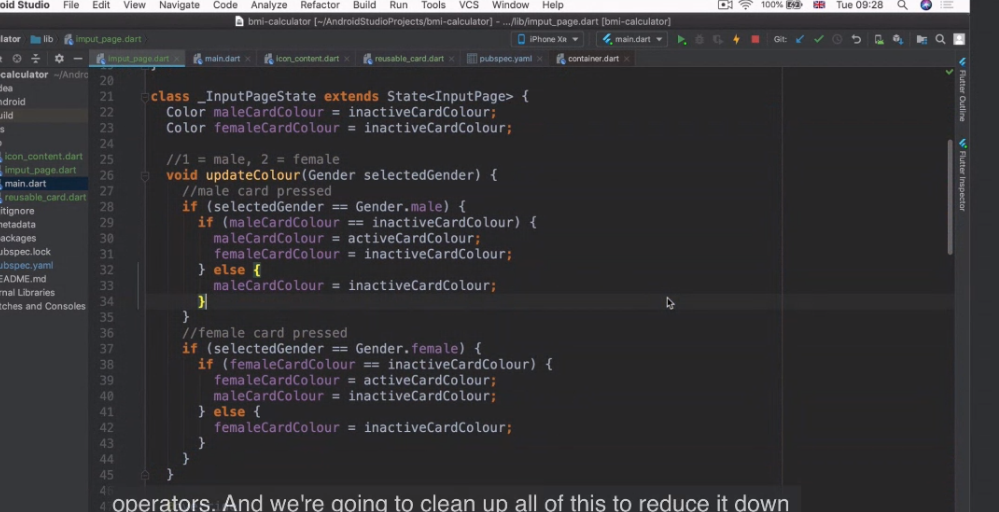 roid Studio File Edit View Navigate Code Analyze Refactor Build Run Tools VCS Window Help 100% Tue 09:28
bmi-calculator [~/AndroidStudioProjects/bmi-calculator] - .../lib/imput_page.dart [bmi-calculator]
lator lib imput_page.dart iPhone Xʀ main.dart Git:
imput_page.dart main.dart icon_content.dart reusable_card.dart pubspec.yaml container.dart
-calculator ~/Andro
dea
ndroid
uild
s
icon_content.dart
imput_page.dart
main.dart
reusable_card.dart
itignore
metadata
ackages
ubspec.lock
ubspec.yaml
EADME.md
rnal Libraries
tches and Consoles
20
21 class _InputPageState extends State<InputPage> {
22 Color maleCardColour = inactiveCardColour;
23 Color femaleCardColour = inactiveCardColour;
24
25 //1 = male, 2 = female
26 void updateColour(Gender selectedGender) {
27 //male card pressed
28 if (selectedGender == Gender.male) {
29 if (maleCardColour == inactiveCardColour) {
30 maleCardColour = activeCardColour;
31 femaleCardColour = inactiveCardColour;
32 } else {
33 maleCardColour = inactiveCardColour;
34 }
35 }
36 //female card pressed
37 if (selectedGender == Gender.female) {
38 if (femaleCardColour == inactiveCardColour) {
39 femaleCardColour = activeCardColour;
40 maleCardColour = inactiveCardColour;
41 } else {
42 femaleCardColour = inactiveCardColour;
43 }
44 }
45 }
Flutter Outline
Flutter Inspector
operators. And we're going to clean up all of this to reduce it down